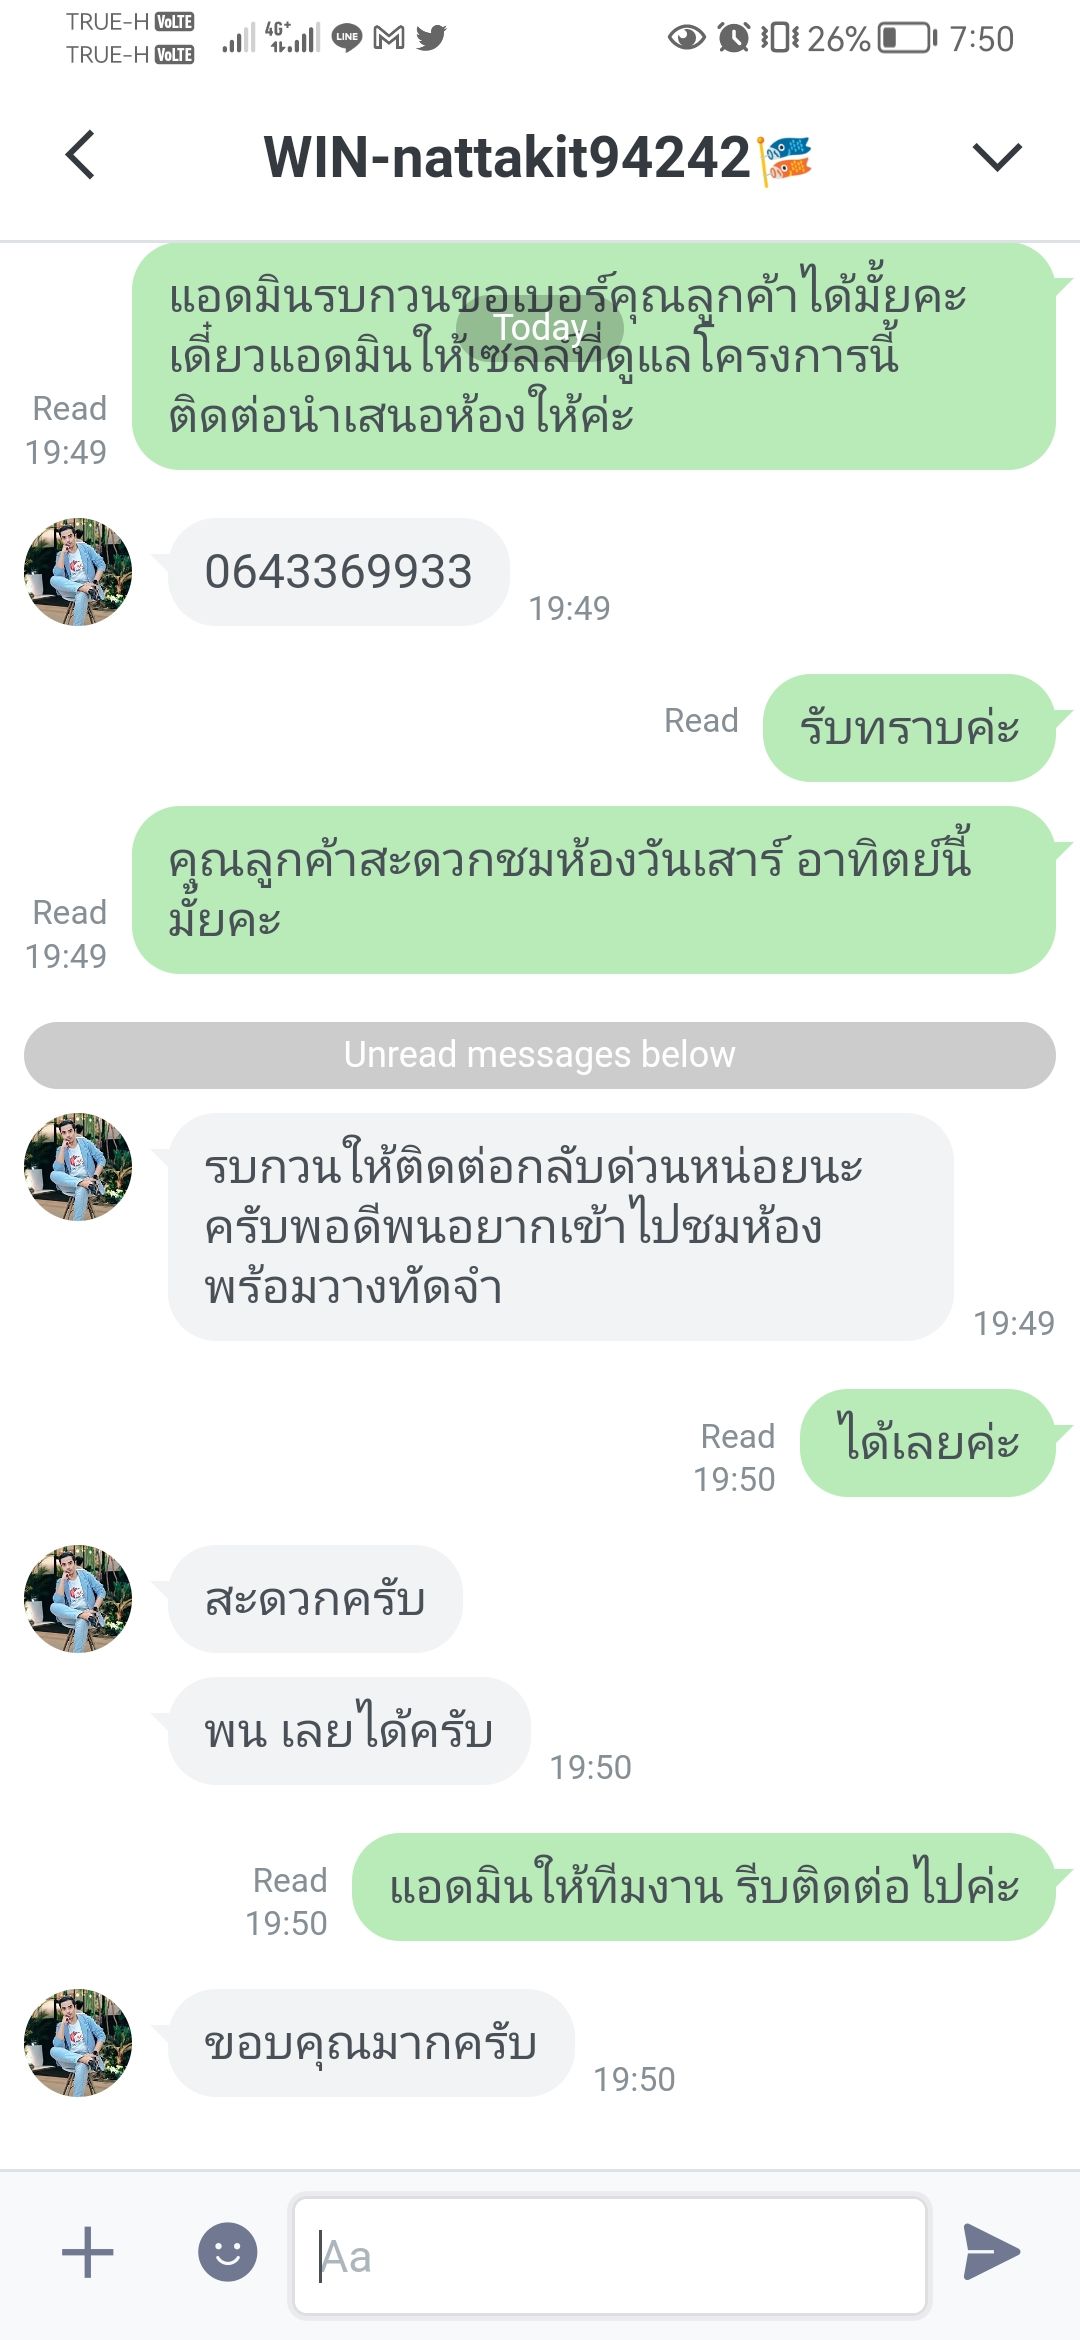 TRUE-H VoLTE
TRUE-H VoLTE
4G+
LINE
26%
7:50
WIN-nattakit94242
แอดมินรบกวนขอเบอร์คุณลูกค้าได้มั้ยคะ
Today
เดี๋ยวแอดมินให้เซลล์ที่ดูแลโครงการนี้
ติดต่อนำเสนอห้องให้ค่ะ
Read
19:49
0643369933
19:49
Read
รับทราบค่ะ
คุณลูกค้าสะดวกชมห้องวันเสาร์ อาทิตย์นี้
มั้ยคะ
Read
19:49
Unread messages below
รบกวนให้ติดต่อกลับด่วนหน่อยนะ
ครับพอดีพนอยากเข้าไปชมห้อง
พร้อมวางทัดจำ
19:49
ได้เลยค่ะ
Read
19:50
สะดวกครับ
พน เลยได้ครับ
19:50
แอดมินให้ทีมงาน รีบติดต่อไปค่ะ
Read
19:50
ขอบคุณมากครับ
19:50
Aa